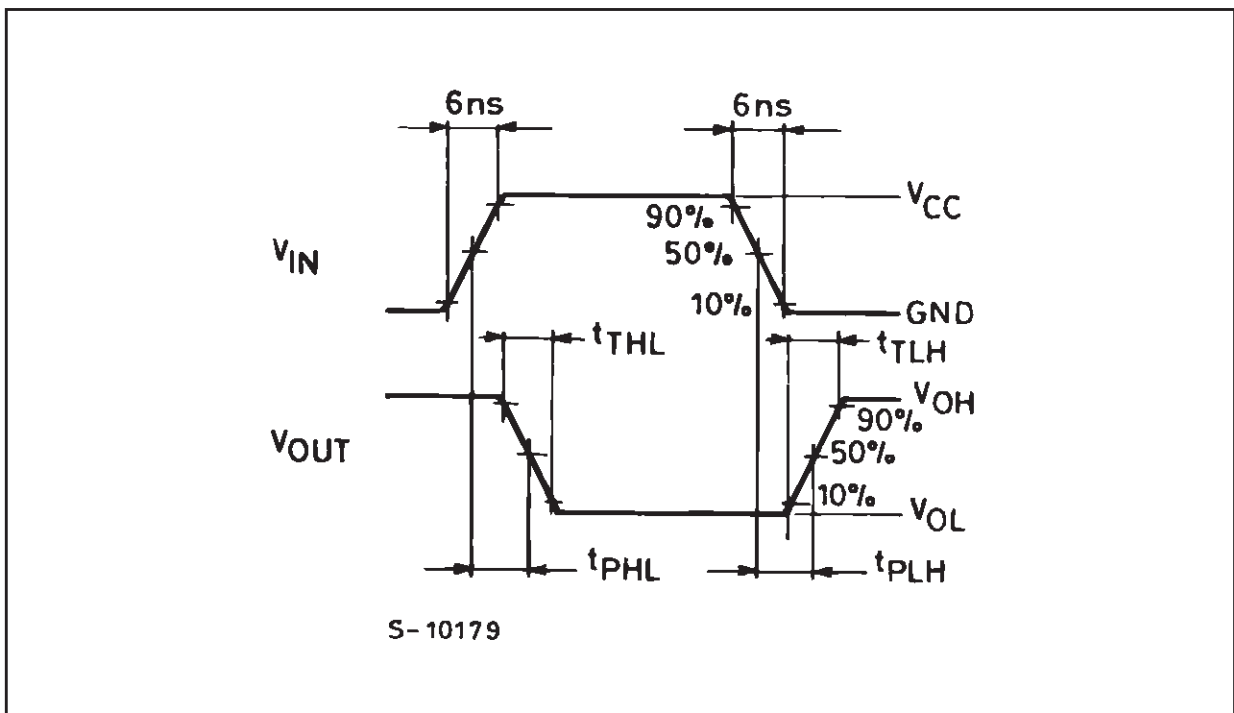 6ns
6ns
VCC
90%
VIN
50%
10%
GND
tTHL
tTLH
VOH
90%
VOUT
50%
10%
VOL
tPHL
tPLH
S-10179